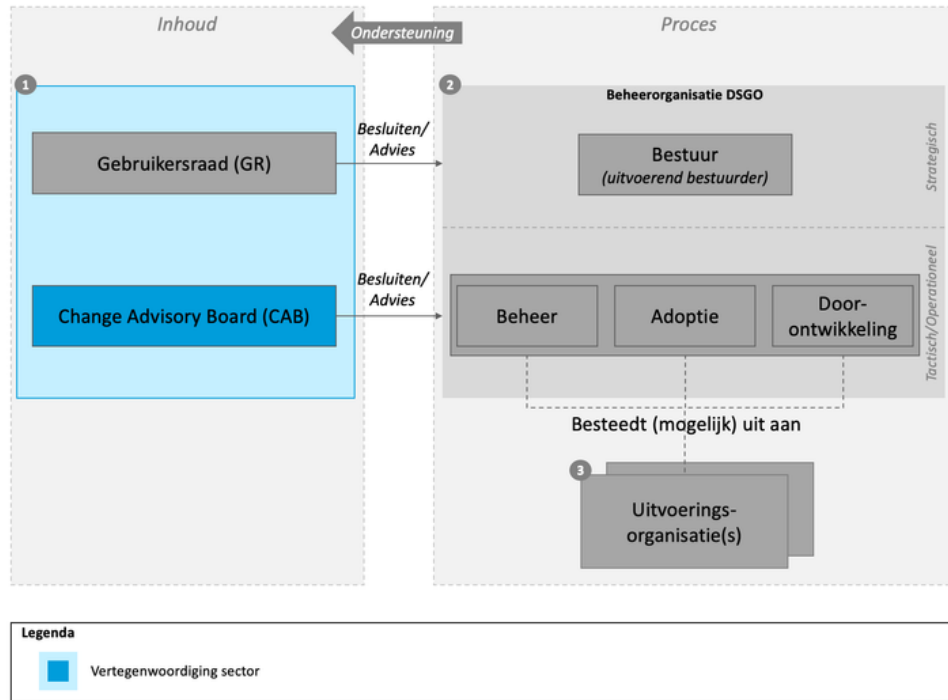 Inhoud
Ondersteuning
Proces
1
2
Beheerorganisatie DSGO
Gebruikersraad (GR)
Besluiten/
Advies
Bestuur
(uitvoerend bestuurder)
Strategisch
Change Advisory Board (CAB)
Besluiten/
Advies
Beheer
Adoptie
Door-
ontwikkeling
Tactisch/Operationeel
Besteedt (mogelijk) uit aan
3
Uitvoerings-
organisatie(s)
Legenda
Vertegenwoordiging sector